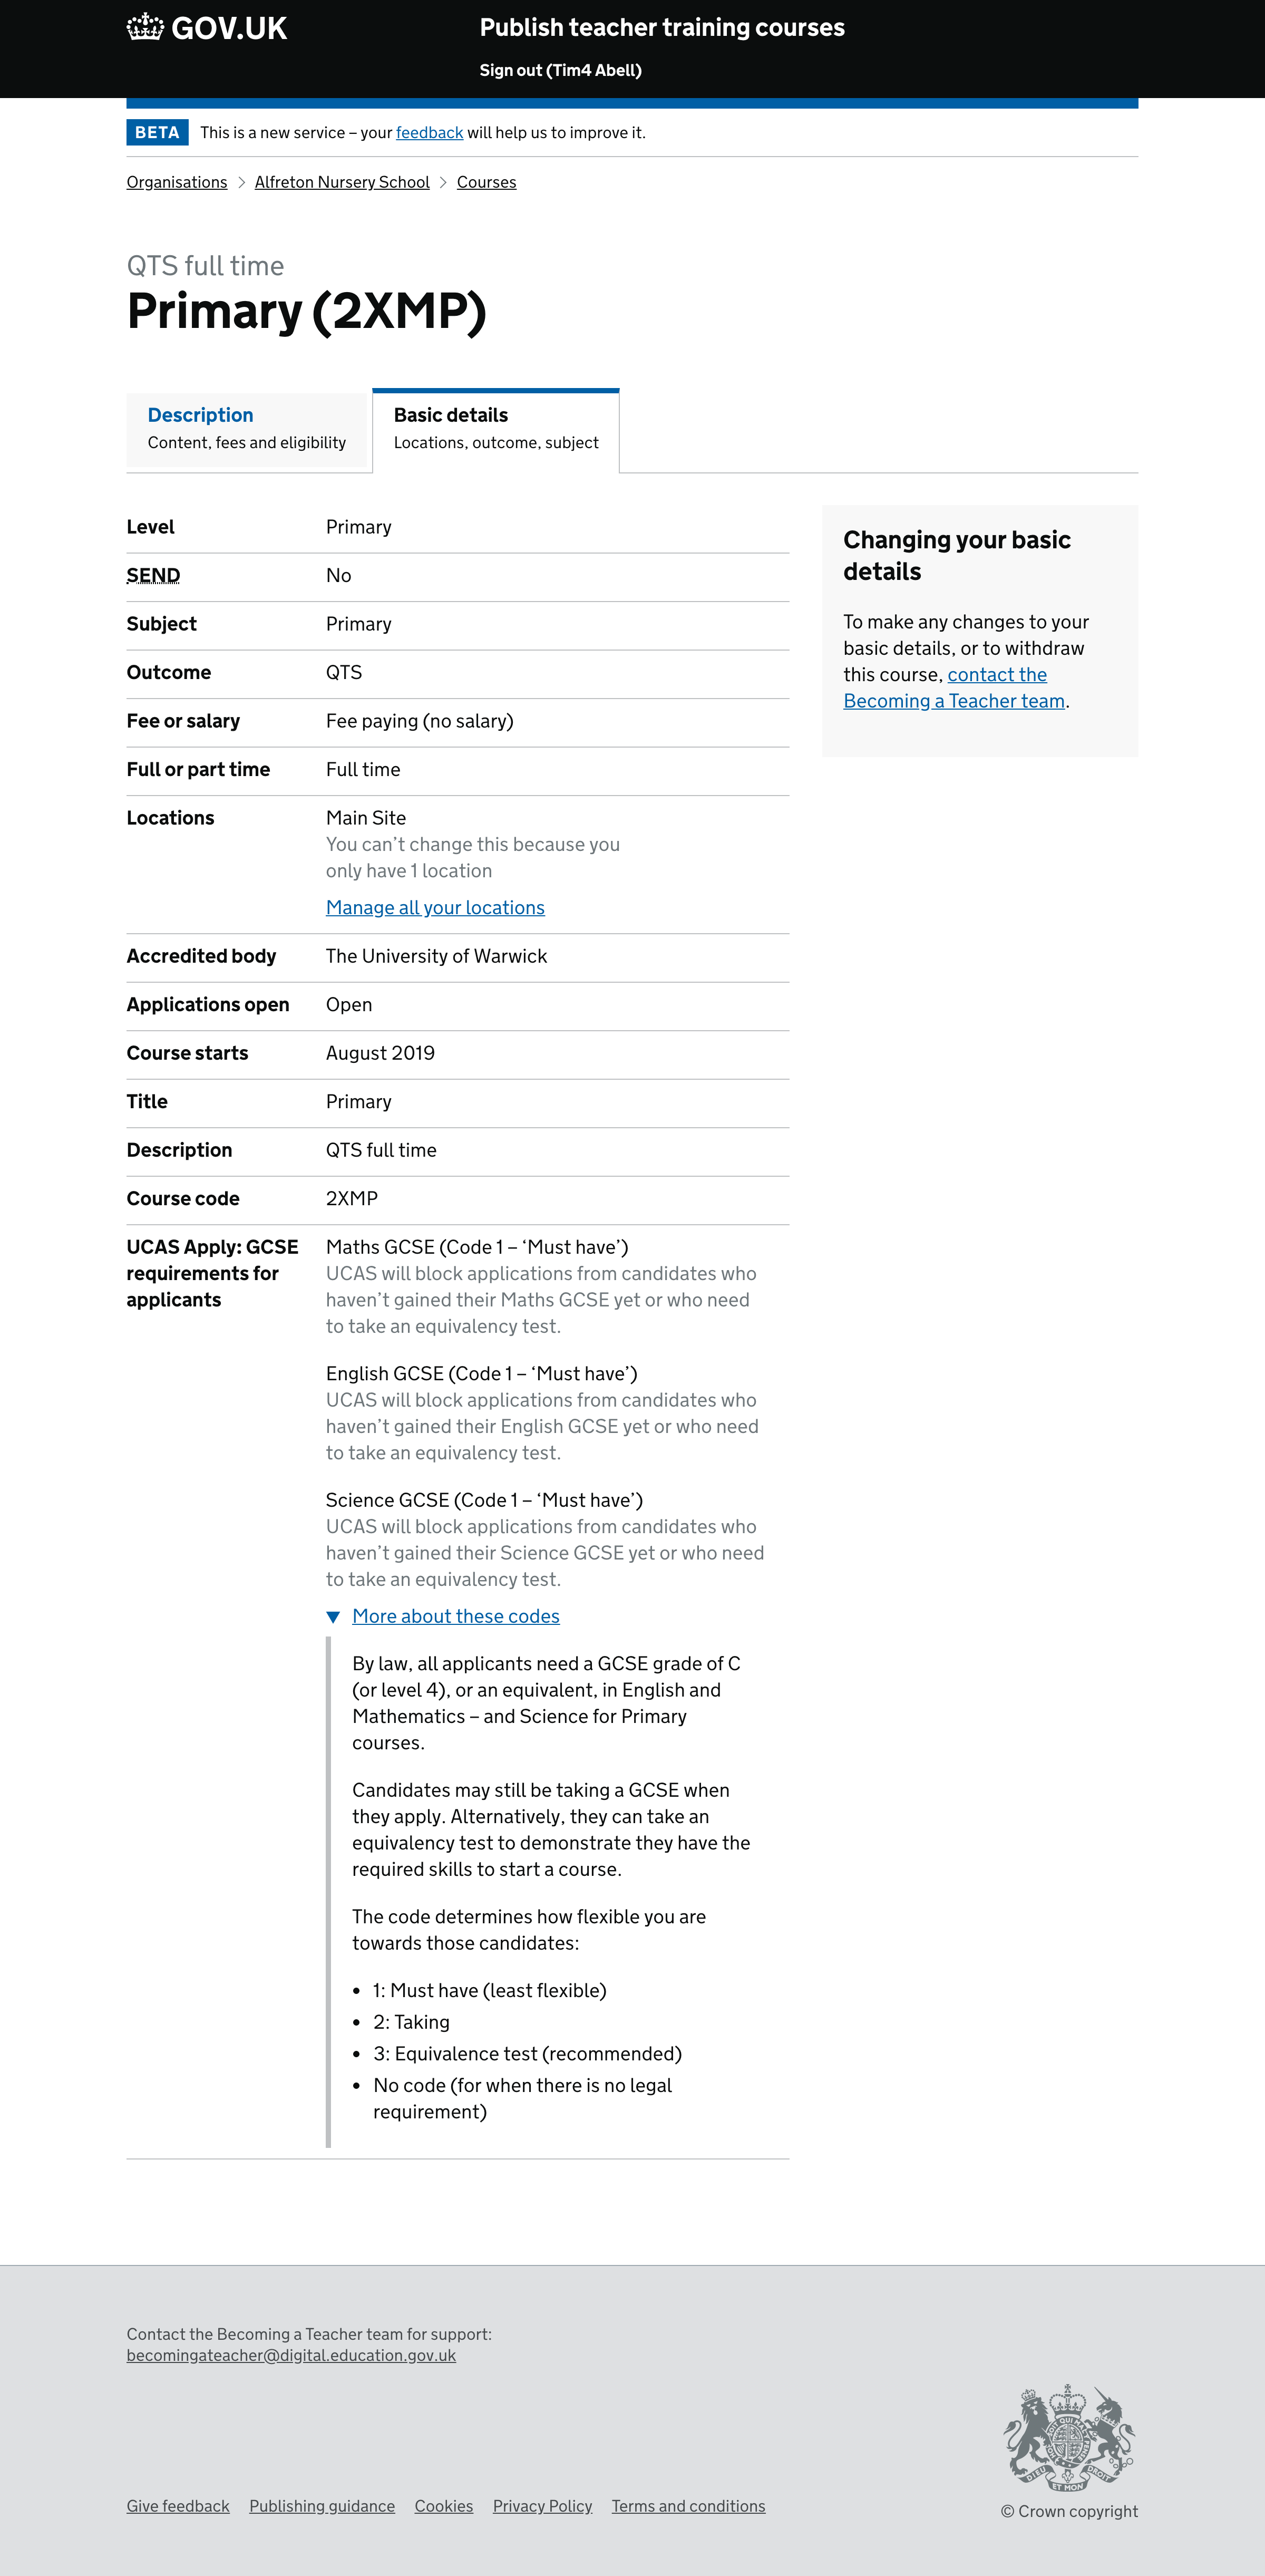 GOV.UK
Publish teacher training courses
Sign out (Tim4 Abell)
BETA This is a new service – your feedback will help us to improve it.
Organisations Alfreton Nursery School Courses
QTS full time
Primary (2XMP)
Description
Content, fees and eligibility
Basic details
Locations, outcome, subject
Level Primary
SEND No
Subject Primary
Outcome QTS
Fee or salary Fee paying (no salary)
Full or part time Full time
Locations Main Site
You can’t change this because you
only have 1 location
Manage all your locations
Accredited body The University of Warwick
Applications open Open
Course starts August 2019
Title Primary
Description QTS full time
Course code 2XMP
UCAS Apply: GCSE
requirements for
applicants
Maths GCSE (Code 1 – ‘Must have’)
UCAS will block applications from candidates who
haven’t gained their Maths GCSE yet or who need
to take an equivalency test.
English GCSE (Code 1 – ‘Must have’)
UCAS will block applications from candidates who
haven’t gained their English GCSE yet or who need
to take an equivalency test.
Science GCSE (Code 1 – ‘Must have’)
UCAS will block applications from candidates who
haven’t gained their Science GCSE yet or who need
to take an equivalency test.
More about these codes
By law, all applicants need a GCSE grade of C
(or level 4), or an equivalent, in English and
Mathematics – and Science for Primary
courses.
Candidates may still be taking a GCSE when
they apply. Alternatively, they can take an
equivalency test to demonstrate they have the
required skills to start a course.
The code determines how flexible you are
towards those candidates:
• 1: Must have (least flexible)
• 2: Taking
• 3: Equivalence test (recommended)
• No code (for when there is no legal
requirement)
Changing your basic
details
To make any changes to your
basic details, or to withdraw
this course, contact the
Becoming a Teacher team.
Contact the Becoming a Teacher team for support:
becomingateacher@digital.education.gov.uk
DIEU ET MON DROIT
Give feedback Publishing guidance Cookies Privacy Policy Terms and conditions
© Crown copyright